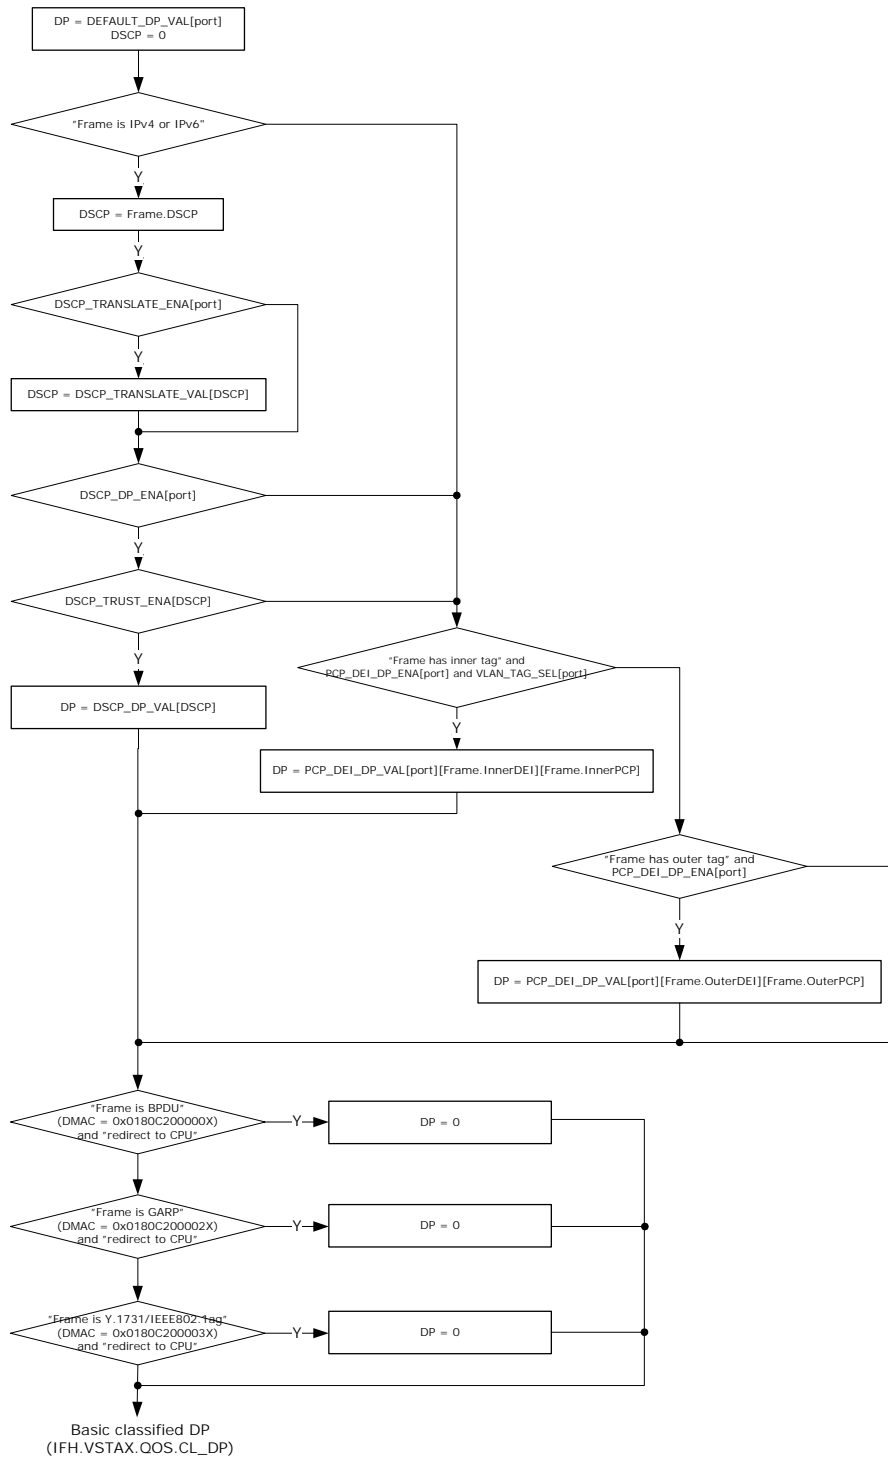 DP = DEFAULT_DP_VAL[port]
DSCP = 0
"Frame is IPv4 or IPv6"
Y
DSCP = Frame.DSCP
Y
DSCP_TRANSLATE_ENA[port]
Y
DSCP = DSCP_TRANSLATE_VAL[DSCP]
DSCP_DP_ENA[port]
Y
DSCP_TRUST_ENA[DSCP]
Y
"Frame has inner tag" and
PCP_DEI_DP_ENA[port] and VLAN_TAG_SEL[port]
DP = DSCP_DP_VAL[DSCP]
Y
DP = PCP_DEI_DP_VAL[port][Frame.InnerDEI][Frame.InnerPCP]
"Frame has outer tag" and
PCP_DEI_DP_ENA[port]
Y
DP = PCP_DEI_DP_VAL[port][Frame.OuterDEI][Frame.OuterPCP]
"Frame is BPDU"
(DMAC = 0x0180C200000X)
and "redirect to CPU"
Y
DP = 0
"Frame is GARP"
(DMAC = 0x0180C200002X)
and "redirect to CPU"
Y
DP = 0
"Frame is Y.1731/IEEE802.1ag"
(DMAC = 0x0180C200003X)
and "redirect to CPU"
Y
DP = 0
Basic classified DP
(IFH.VSTAX.QOS.CL_DP)